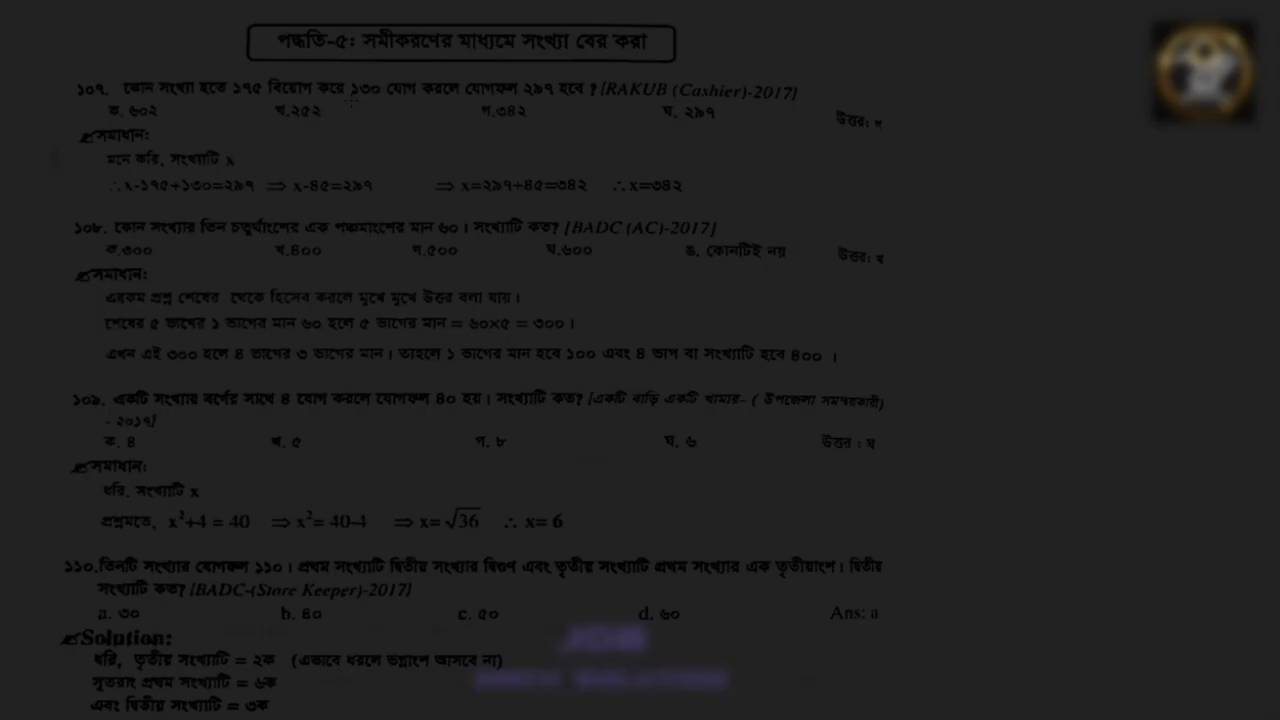 পদ্ধতি-৫: সমীকরণের মাধ্যমে সংখ্যা বের করা
১০৭. কোন সংখ্যা হতে ১৭৫ বিয়োগ করে ১৩০ যোগ করলে যোগফল ২৯৭ হবে ? [RAKUB (Cashier)-2017]
ক. ৬০২ খ.২৫২ গ.৩৪২ ঘ. ২৯৭ উত্তর: গ
সমাধান:
মনে করি, সংখ্যাটি x
∴x-১৭৫+১৩০=২৯৭ ⇒ x-৪৫=২৯৭ ⇒ x=২৯৭+৪৫=৩৪২ ∴x=৩৪২
১০৮. কোন সংখ্যার তিন চতুর্থাংশের এক পঞ্চমাংশের মান ৬০। সংখ্যাটি কত? [BADC (AC)-2017]
ক.৩০০ খ.৪০০ গ.৫০০ ঘ.৬০০ ঙ. কোনটিই নয় উত্তর: খ
সমাধান:
এরকম প্রশ্ন শেষের থেকে হিসেব করলে মুখে মুখে উত্তর বলা যায়।
শেষের ৫ ভাগের ১ ভাগের মান ৬০ হলে ৫ ভাগের মান = ৬০×৫ = ৩০০।
এখন এই ৩০০ হলো ৪ ভাগের ৩ ভাগের মান। তাহলে ১ ভাগের মান হবে ১০০ এবং ৪ ভাগ বা সংখ্যাটি হবে ৪০০ ।
১০৯. একটি সংখ্যার বর্গের সাথে ৪ যোগ করলে যোগফল ৪০ হয়। সংখ্যাটি কত? [একটি বাড়ি একটি খামার- ( উপজেলা সমন্বয়কারী)
- ২০১৭]
ক. ৪ খ. ৫ গ. ৮ ঘ. ৬ উত্তর : ঘ
সমাধান:
ধরি, সংখ্যাটি x
প্রশ্নমতে, x²+4 = 40 ⇒ x²= 40-4 ⇒ x= √36 ∴ x= 6
১১০.তিনটি সংখ্যার যোগফল ১১০। প্রথম সংখ্যাটি দ্বিতীয় সংখ্যার দ্বিগুণ এবং তৃতীয় সংখ্যাটি প্রথম সংখ্যার এক তৃতীয়াংশ। দ্বিতীয়
সংখ্যাটি কত? [BADC-(Store Keeper)-2017]
a. ৩০ b. ৪০ c. ৫০ d. ৬০ Ans: a
Solution:
ধরি, তৃতীয় সংখ্যাটি = ২ক (এভাবে ধরলে ভগ্নাংশ আসবে না)
সুতরাং প্রথম সংখ্যাটি = ৬ক
এবং দ্বিতীয় সংখ্যাটি = ৩ক